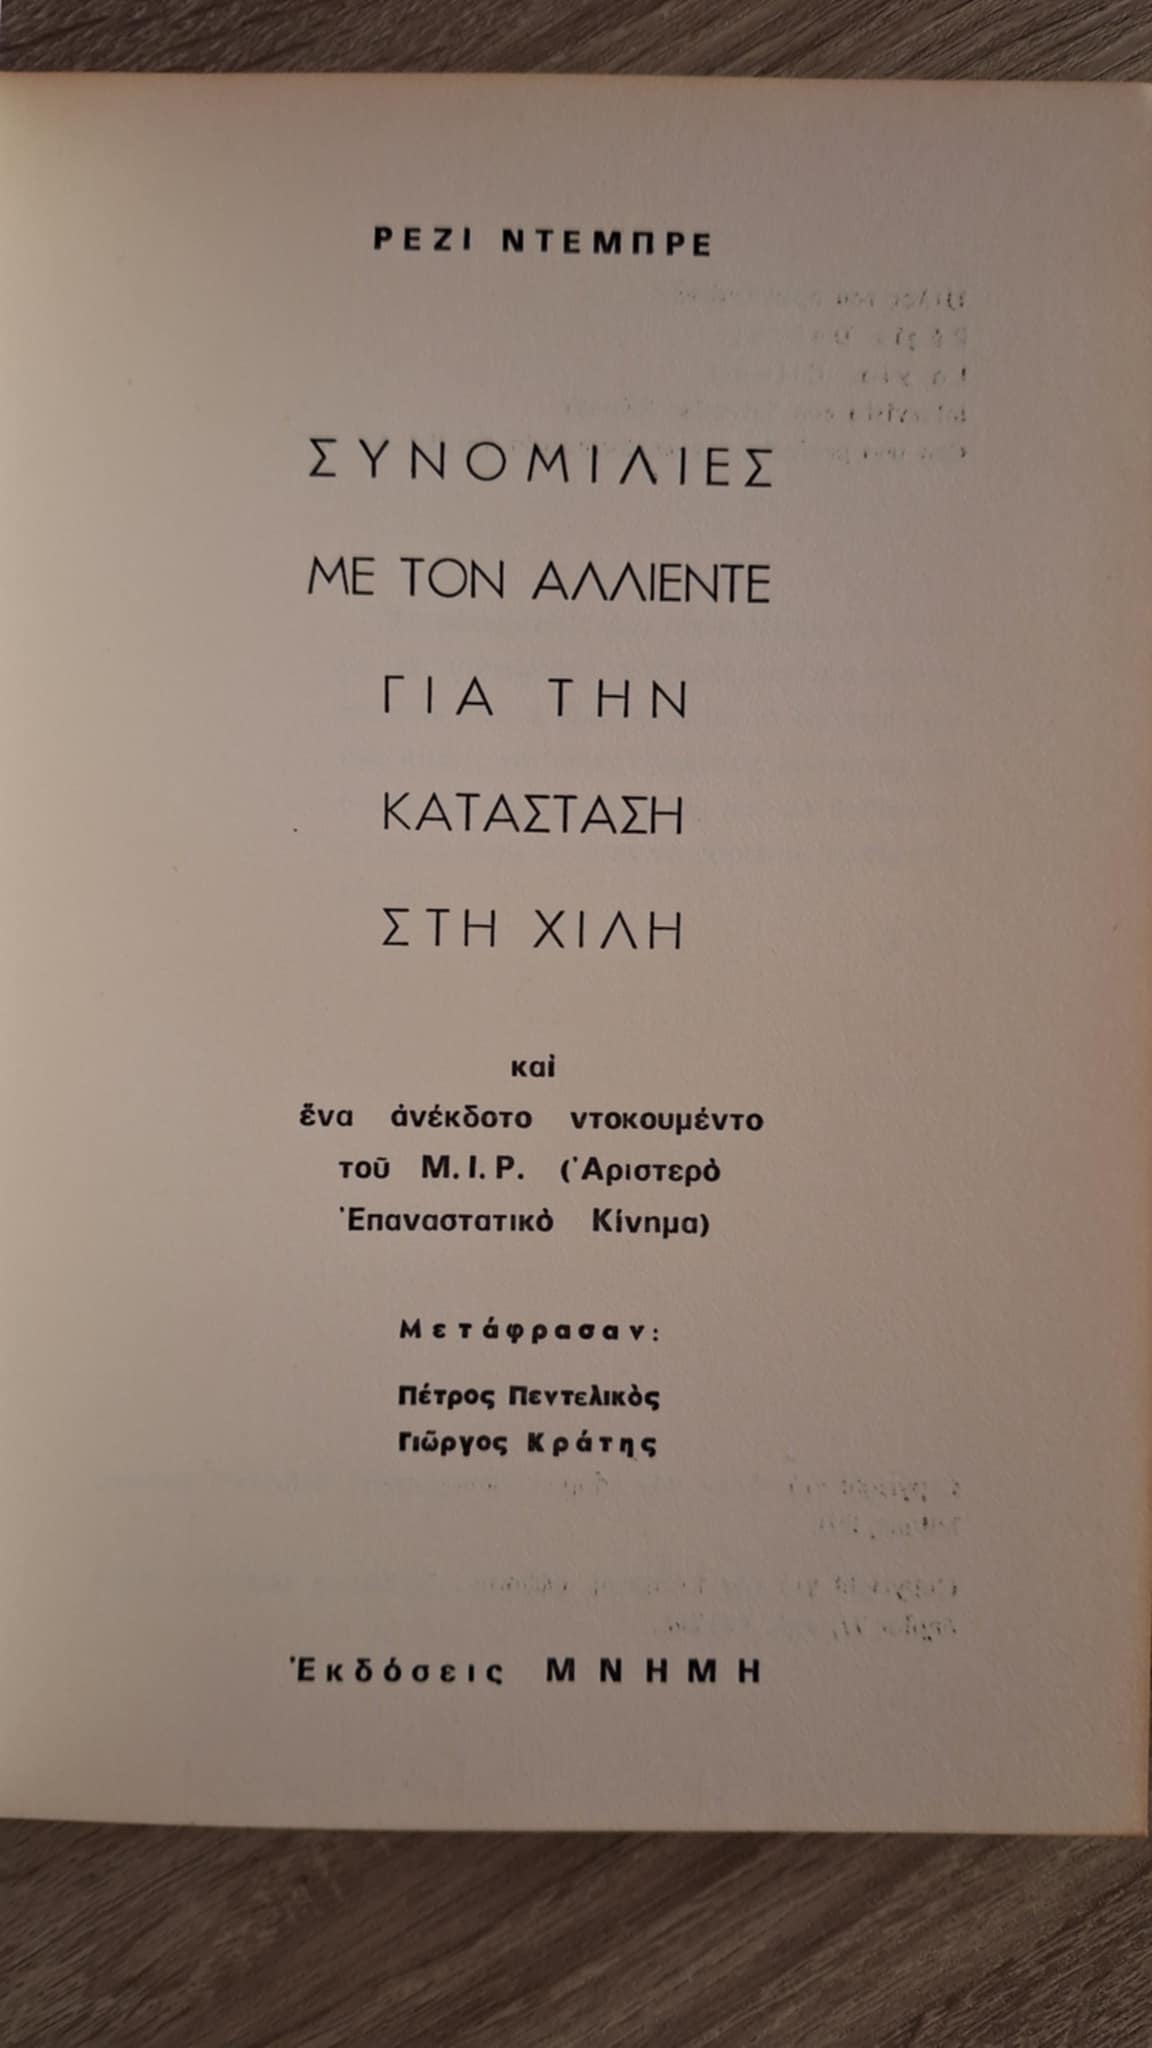 ΡΕΖΙ ΝΤΕΜΠΡΕ
ΣΥΝΟΜΙΛΙΕΣ
ΜΕ ΤΟΝ ΑΛΛΙΕΝΤΕ
ΓΙΑ ΤΗΝ
ΚΑΤΑΣΤΑΣΗ
ΣΤΗ ΧΙΛΗ
καὶ
ἕνα ἀνέκδοτο ντοκουμέντο
τοῦ M.I.P. (Ἀριστερὸ
Ἐπαναστατικὸ Κίνημα)
Μετάφρασαν:
Πέτρος Πεντελικὸς
Γιῶργος Κράτης
Ἐκδόσεις ΜΝΗΜΗ